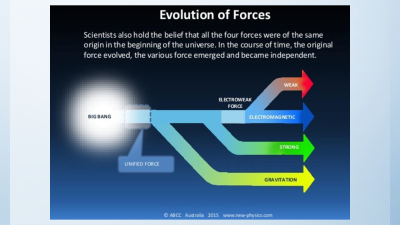 Evolution of Forces
Scientists also hold the belief that all the four forces were of the same
origin in the beginning of the universe. In the course of time, the original
force evolved, the various force emerged and became independent.
WEAK
ELECTROWEAK
FORCE
BIG BANG
ELECTROMAGNETIC
STRONG
UNIFIED FORCE
GRAVITATION
© ABCC Australia 2015 www.new-physics.com